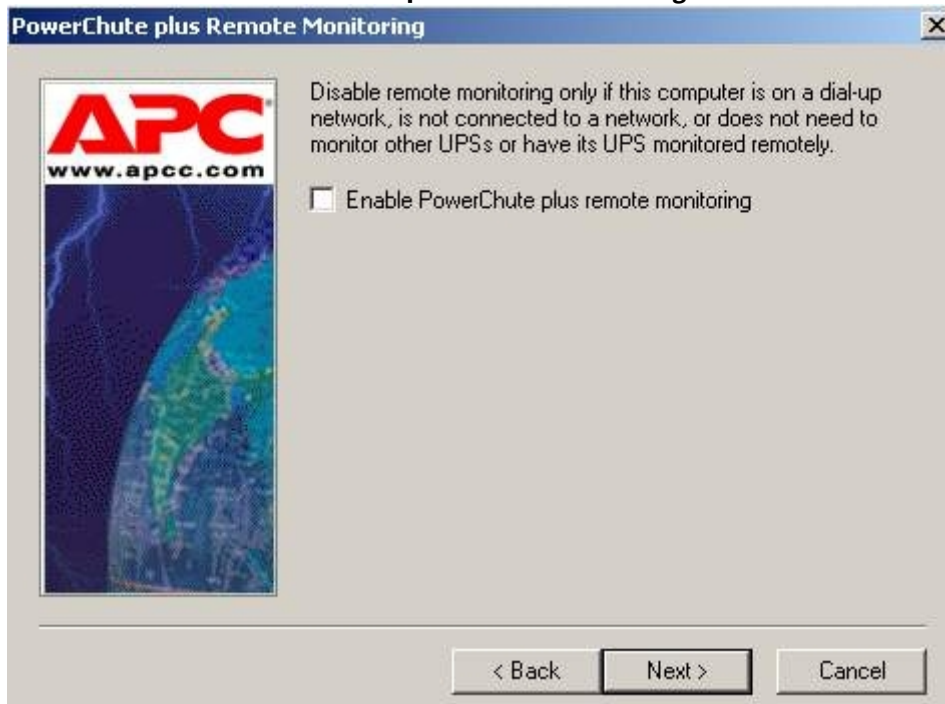 PowerChute plus Remote Monitoring
APC
www.apcc.com
Disable remote monitoring only if this computer is on a dial-up
network, is not connected to a network, or does not need to
monitor other UPSs or have its UPS monitored remotely.
Enable PowerChute plus remote monitoring
< Back
Next >
Cancel